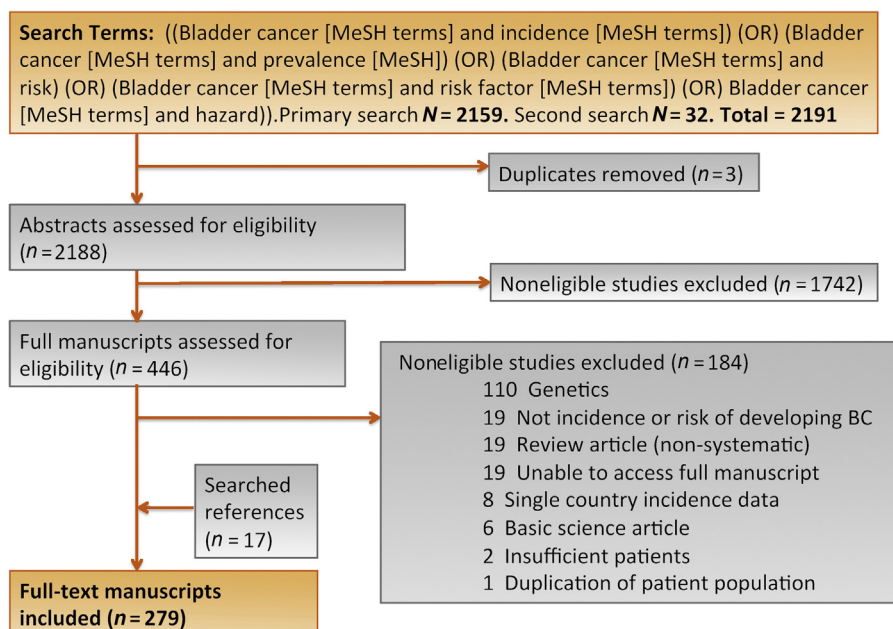 Search Terms: ((Bladder cancer [MeSH terms] and incidence [MeSH terms]) (OR) (Bladder
cancer [MeSH terms] and prevalence [MeSH]) (OR) (Bladder cancer [MeSH terms] and
risk) (OR) (Bladder cancer [MeSH terms] and risk factor [MeSH terms]) (OR) Bladder cancer
[MeSH terms] and hazard)).Primary search N = 2159. Second search N = 32. Total = 2191
Duplicates removed (n = 3)
Abstracts assessed for eligibility
(n = 2188)
Noneligible studies excluded (n = 1742)
Full manuscripts assessed for
eligibility (n = 446)
Noneligible studies excluded (n = 184)
110 Genetics
19 Not incidence or risk of developing BC
19 Review article (non-systematic)
19 Unable to access full manuscript
8 Single country incidence data
6 Basic science article
2 Insufficient patients
1 Duplication of patient population
Searched
references
(n = 17)
Full-text manuscripts
included (n = 279)